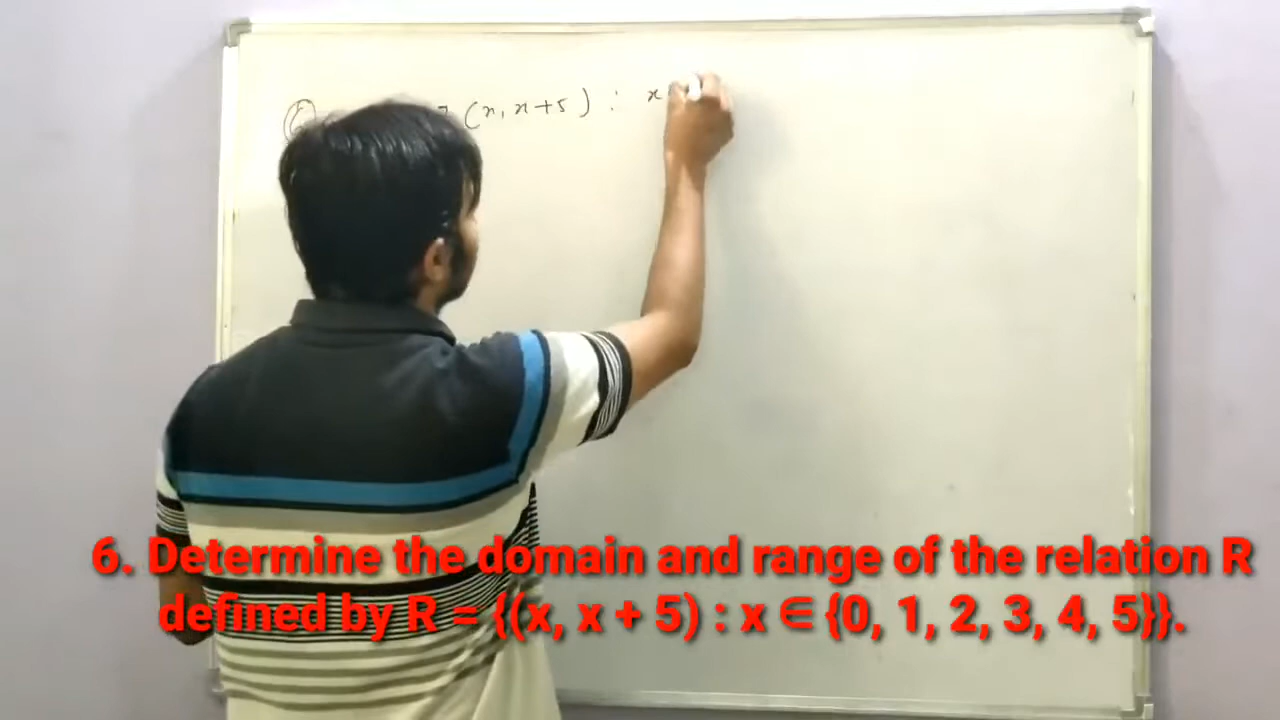 ⑥ (x, x+5) : x
6. Determine the domain and range of the relation R
defined by R = {(x, x + 5) : x ∈ {0, 1, 2, 3, 4, 5}}.